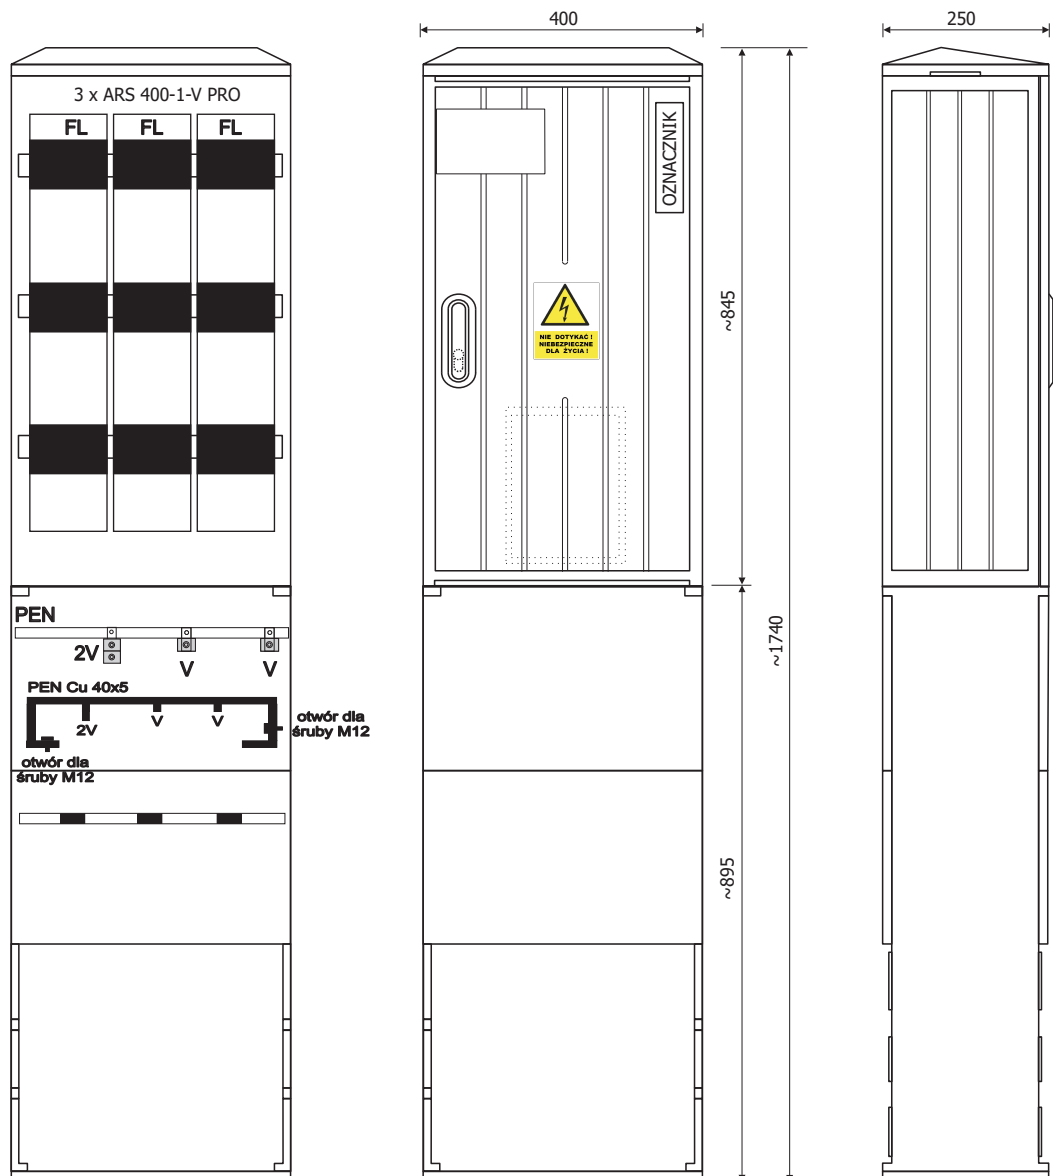 400
250
3 x ARS 400-1-V PRO
FL FL FL
OZNACZNIK
NIE DOTYKAĆ !
NIEBEZPIECZNE
DLA ŻYCIA !
~845
~1740
PEN
2V V V
PEN Cu 40x5
2V V V
otwór dla
śruby M12
otwór dla
śruby M12
~895